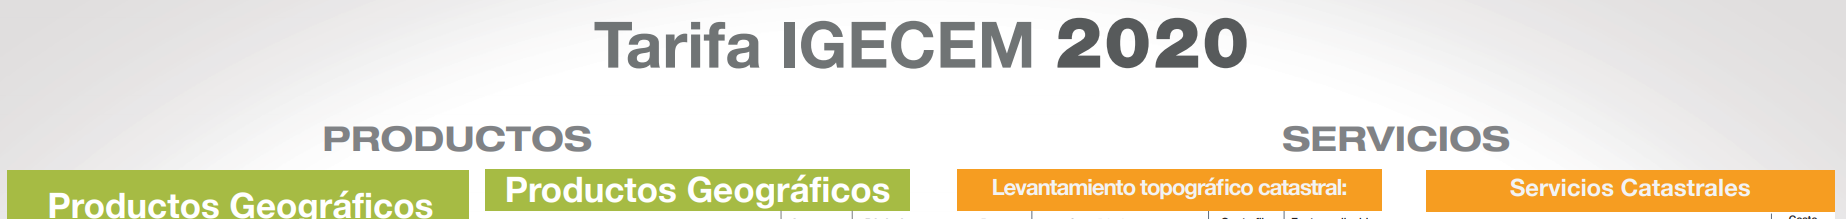 Tarifa IGECEM 2020
PRODUCTOS
SERVICIOS
Productos Geográficos
Productos Geográficos
Levantamiento topográfico catastral:
Servicios Catastrales